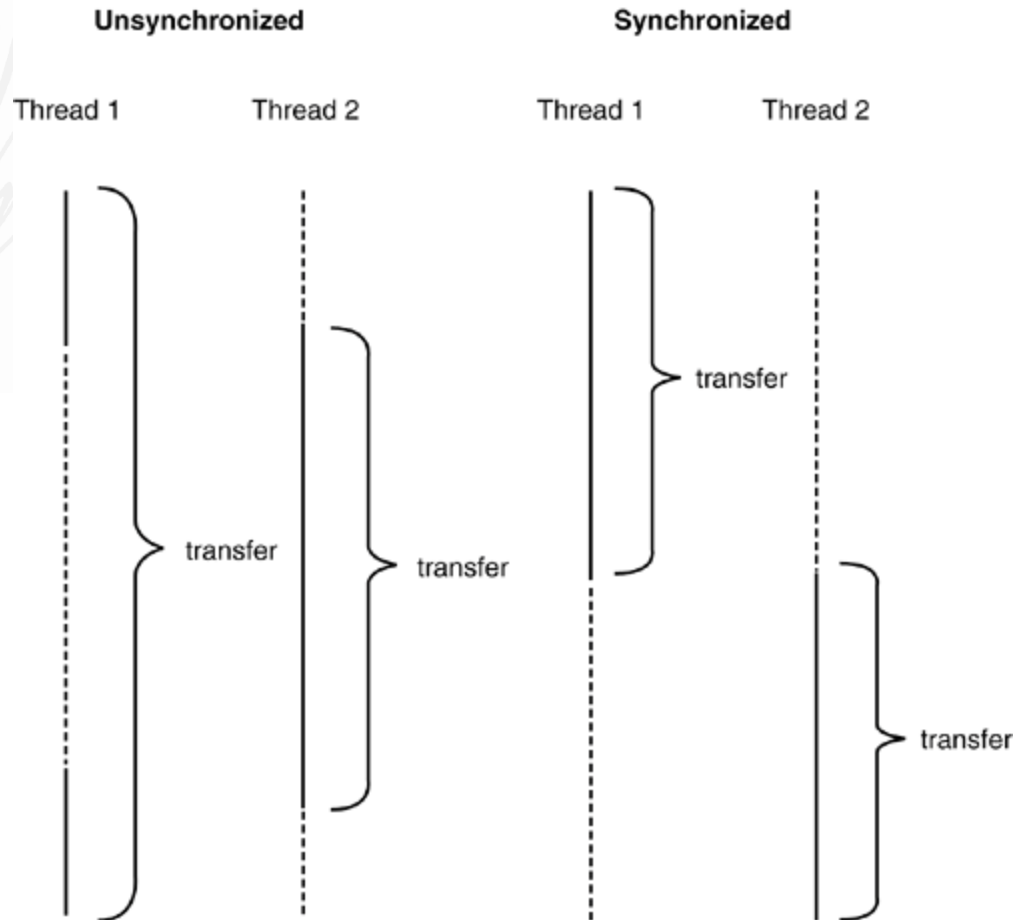 Unsynchronized
Synchronized
Thread 1
Thread 2
Thread 1
Thread 2
transfer
transfer
transfer
transfer